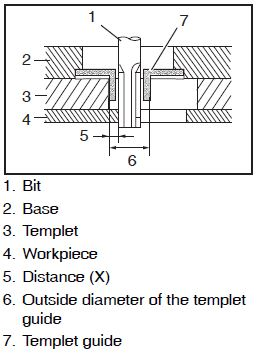 1
7
2
3
4
5
6
1. Bit
2. Base
3. Templet
4. Workpiece
5. Distance (X)
6. Outside diameter of the templet
guide
7. Templet guide